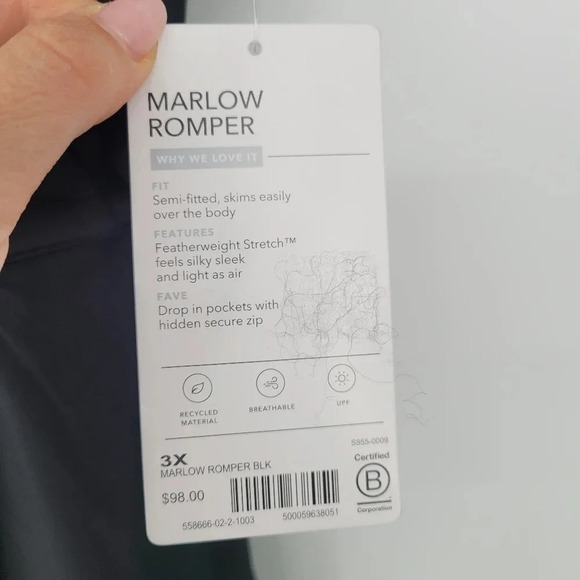 MARLOW
ROMPER
WHY WE LOVE IT
FIT
Semi-fitted, skims easily
over the body
FEATURES
Featherweight Stretch™
feels silky sleek
and light as air
FAVE
Drop in pockets with
hidden secure zip
RECYCLED
MATERIAL
BREATHABLE
UPF
S955-0009
3X
MARLOW ROMPER BLK
$98.00
558666-02-2-1003
500059638051
Certified
B
Corporation